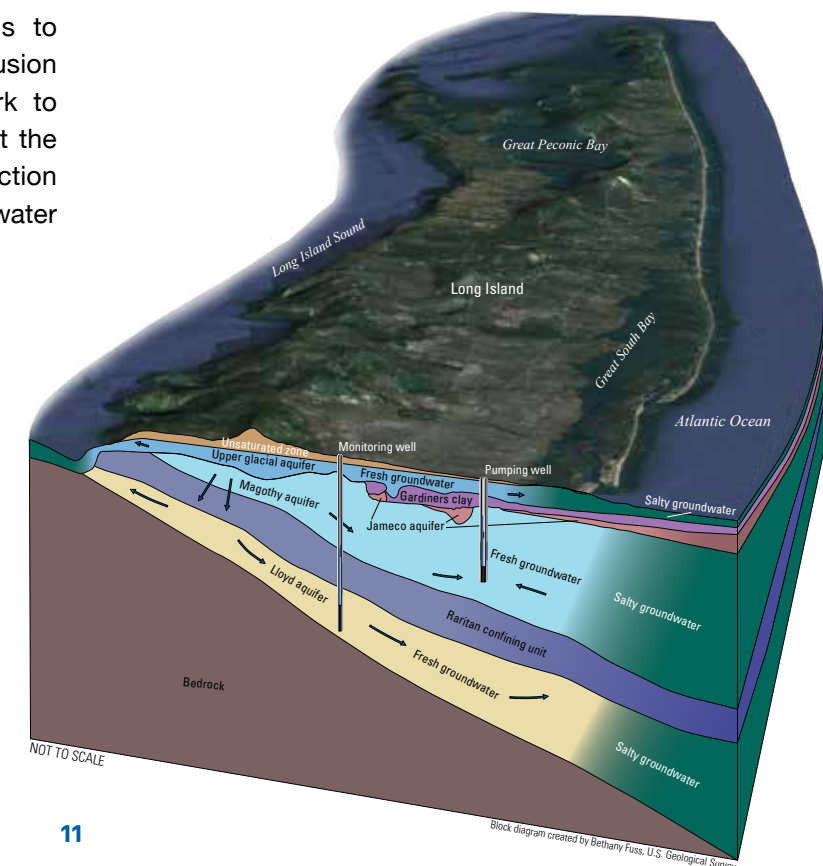 s to
usion
rk to
t the
ction
water
Great Peconic Bay
Long Island Sound
Long Island
Great South Bay
Atlantic Ocean
Unsaturated zone
Monitoring well
Upper glacial aquifer
Fresh groundwater
Pumping well
Gardiners clay
Salty groundwater
Magothy aquifer
Jameco aquifer
Fresh groundwater
Lloyd aquifer
Salty groundwater
Raritan confining unit
Fresh groundwater
Bedrock
Salty groundwater
NOT TO SCALE
Block diagram created by Bethany Fuss, U.S. Geological Survey
11